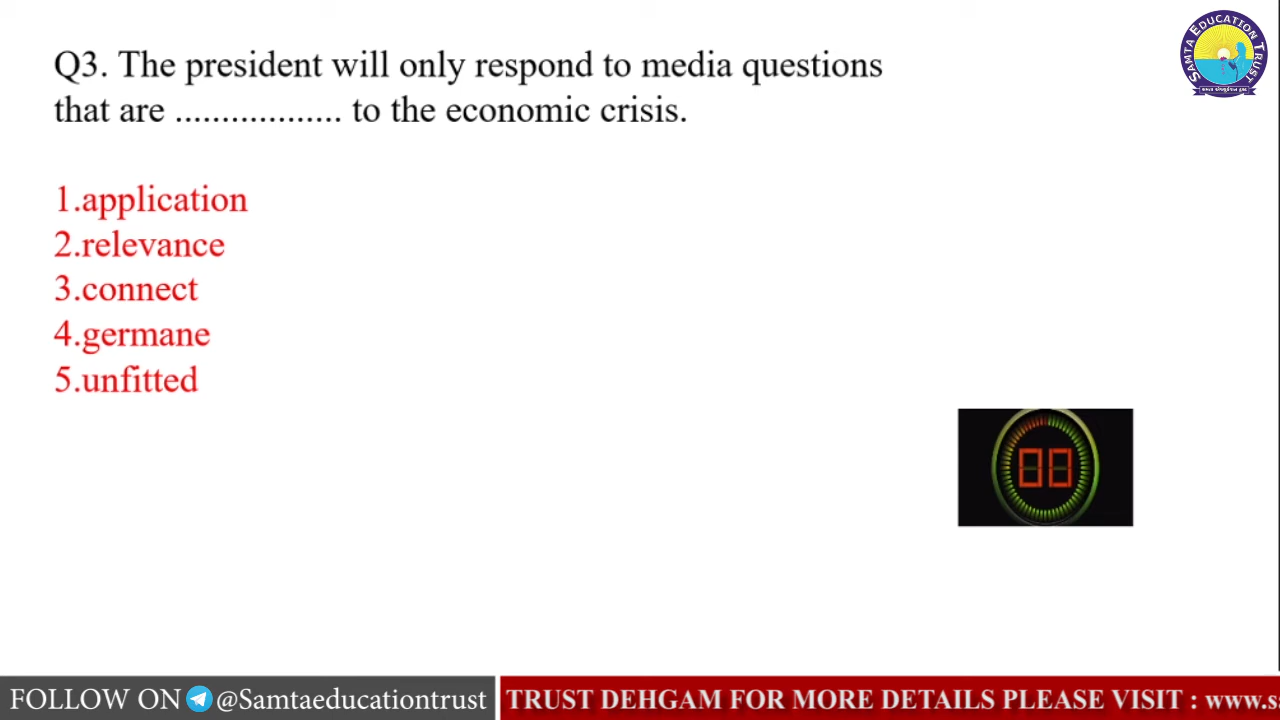 Q3. The president will only respond to media questions
that are .................. to the economic crisis.
1.application
2.relevance
3.connect
4.germane
5.unfitted
SAMTA EDUCATION TRUST
00
FOLLOW ON @Samtaeducationtrust
TRUST DEHGAM FOR MORE DETAILS PLEASE VISIT : www.s